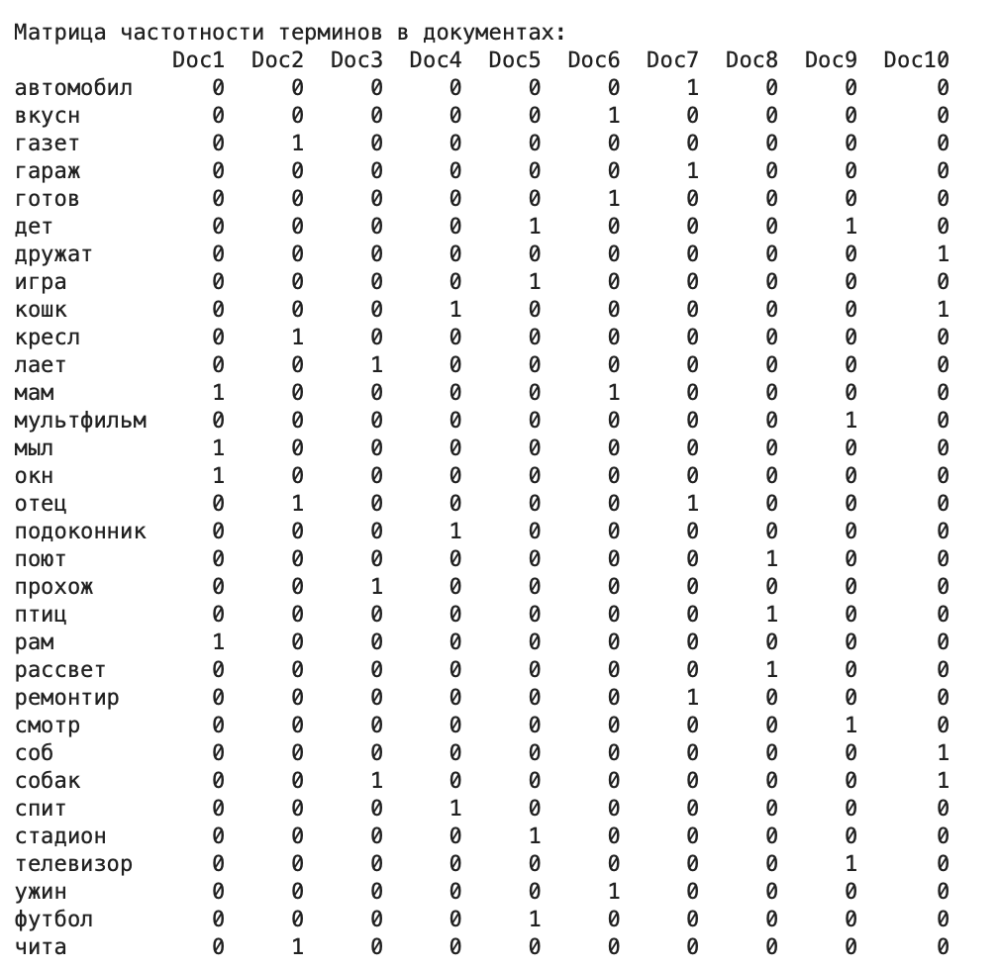 Матрица частотности терминов в документах:
Doc1 Doc2 Doc3 Doc4 Doc5 Doc6 Doc7 Doc8 Doc9 Doc10
автомобил 0 0 0 0 0 0 1 0 0 0
вкусн 0 0 0 0 0 1 0 0 0 0
газет 0 1 0 0 0 0 0 0 0 0
гараж 0 0 0 0 0 0 1 0 0 0
готов 0 0 0 0 0 1 0 0 0 0
дет 0 0 0 0 1 0 0 0 1 0
дружат 0 0 0 0 0 0 0 0 0 1
игра 0 0 0 0 1 0 0 0 0 0
кошк 0 0 0 1 0 0 0 0 0 1
кресл 0 1 0 0 0 0 0 0 0 0
лает 0 0 1 0 0 0 0 0 0 0
мам 1 0 0 0 0 1 0 0 0 0
мультфильм 0 0 0 0 0 0 0 0 1 0
мыл 1 0 0 0 0 0 0 0 0 0
окн 1 0 0 0 0 0 0 0 0 0
отец 0 1 0 0 0 0 1 0 0 0
подоконник 0 0 0 1 0 0 0 0 0 0
поют 0 0 0 0 0 0 0 1 0 0
прохож 0 0 1 0 0 0 0 0 0 0
птиц 0 0 0 0 0 0 0 1 0 0
рам 1 0 0 0 0 0 0 0 0 0
рассвет 0 0 0 0 0 0 0 1 0 0
ремонтир 0 0 0 0 0 0 1 0 0 0
смотр 0 0 0 0 0 0 0 0 1 0
соб 0 0 0 0 0 0 0 0 0 1
собак 0 0 1 0 0 0 0 0 0 1
спит 0 0 0 1 0 0 0 0 0 0
стадион 0 0 0 0 1 0 0 0 0 0
телевизор 0 0 0 0 0 0 0 0 1 0
ужин 0 0 0 0 0 1 0 0 0 0
футбол 0 0 0 0 1 0 0 0 0 0
чита 0 1 0 0 0 0 0 0 0 0